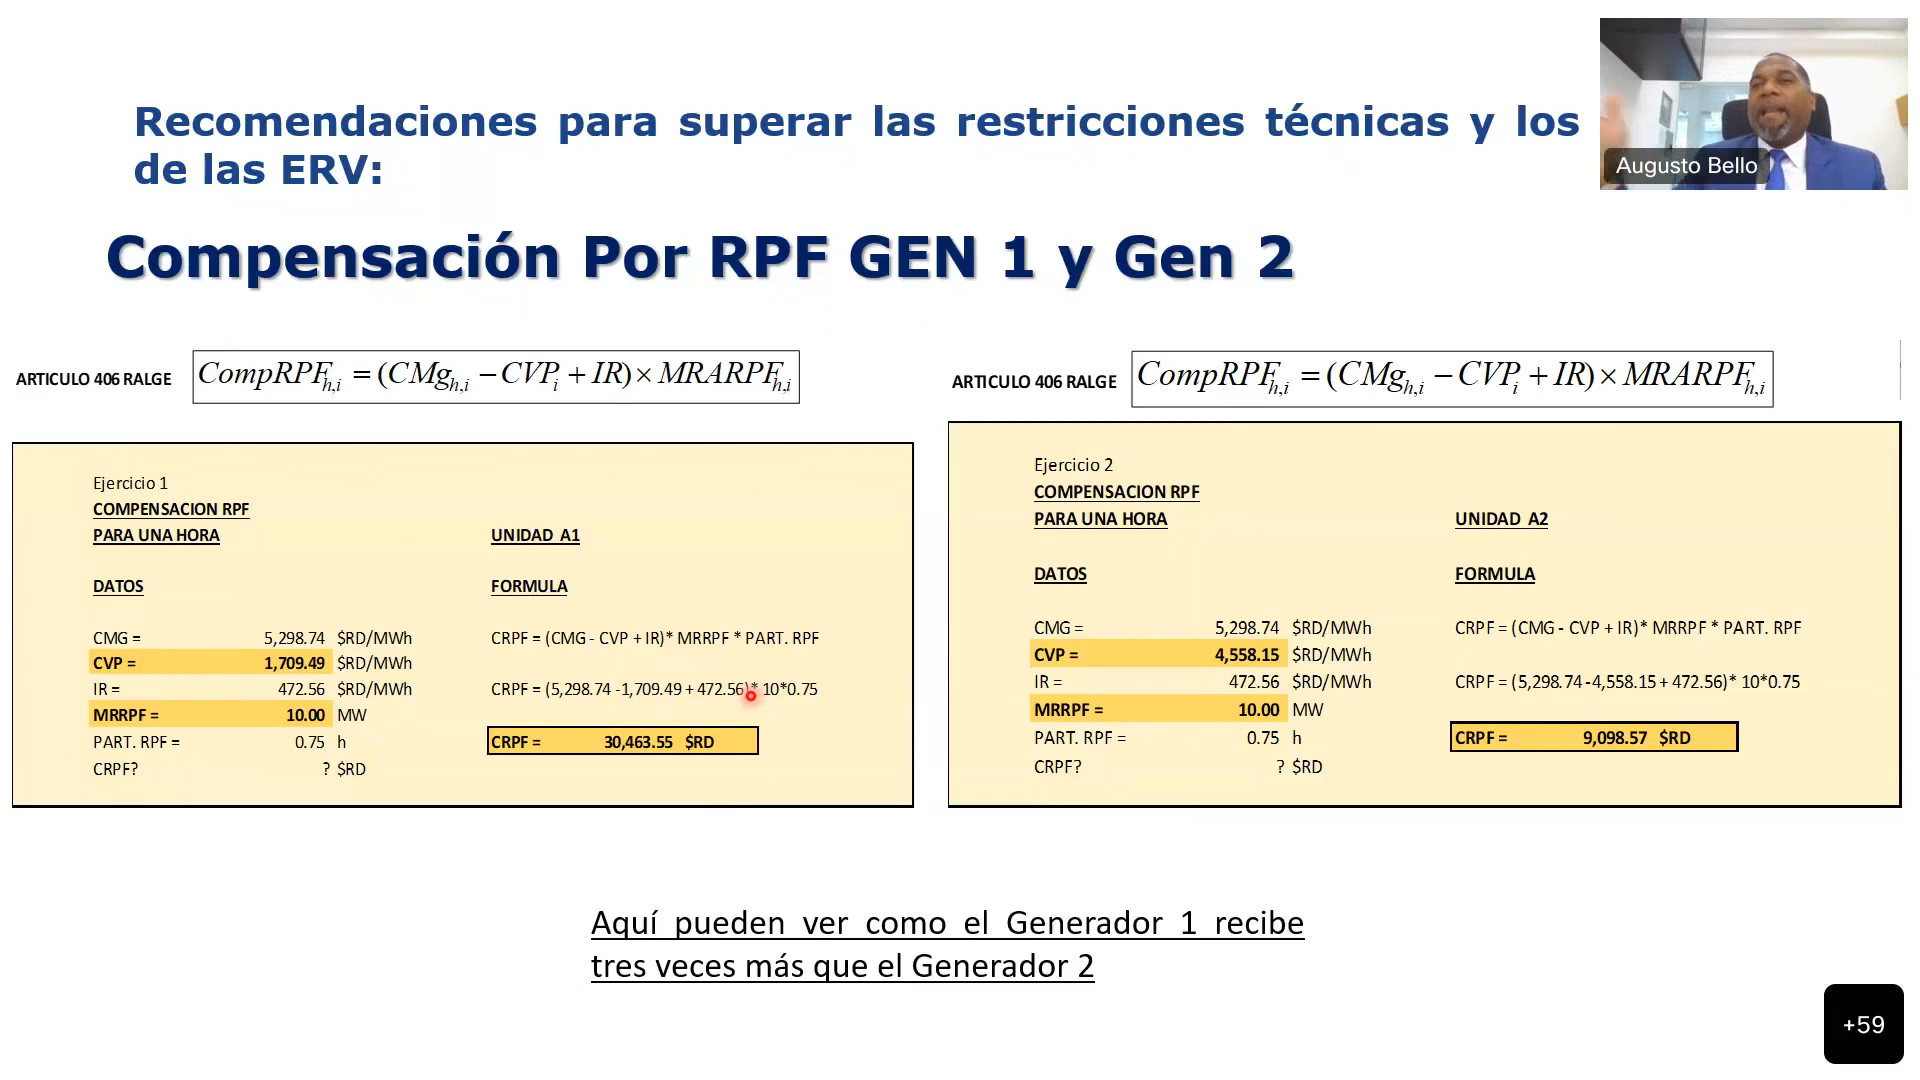 Recomendaciones para superar las restricciones técnicas y los
de las ERV:
Augusto Bello
Compensación Por RPF GEN 1 y Gen 2
ARTICULO 406 RALGE
CompRPF_{h,i} = (CMg_{h,i} − CVP_i + IR) × MRARPF_{h,i}
Ejercicio 1
COMPENSACION RPF
PARA UNA HORA UNIDAD A1
DATOS FORMULA
CMG = 5,298.74 $RD/MWh CRPF = (CMG - CVP + IR)* MRRPF * PART. RPF
CVP = 1,709.49 $RD/MWh
IR = 472.56 $RD/MWh CRPF = (5,298.74 -1,709.49 + 472.56)* 10*0.75
MRRPF = 10.00 MW
PART. RPF = 0.75 h CRPF = 30,463.55 $RD
CRPF? ? $RD
ARTICULO 406 RALGE
CompRPF_{h,i} = (CMg_{h,i} − CVP_i + IR) × MRARPF_{h,i}
Ejercicio 2
COMPENSACION RPF
PARA UNA HORA UNIDAD A2
DATOS FORMULA
CMG = 5,298.74 $RD/MWh CRPF = (CMG - CVP + IR)* MRRPF * PART. RPF
CVP = 4,558.15 $RD/MWh
IR = 472.56 $RD/MWh CRPF = (5,298.74 -4,558.15 + 472.56)* 10*0.75
MRRPF = 10.00 MW
PART. RPF = 0.75 h CRPF = 9,098.57 $RD
CRPF? ? $RD
Aquí pueden ver como el Generador 1 recibe
tres veces más que el Generador 2
+59